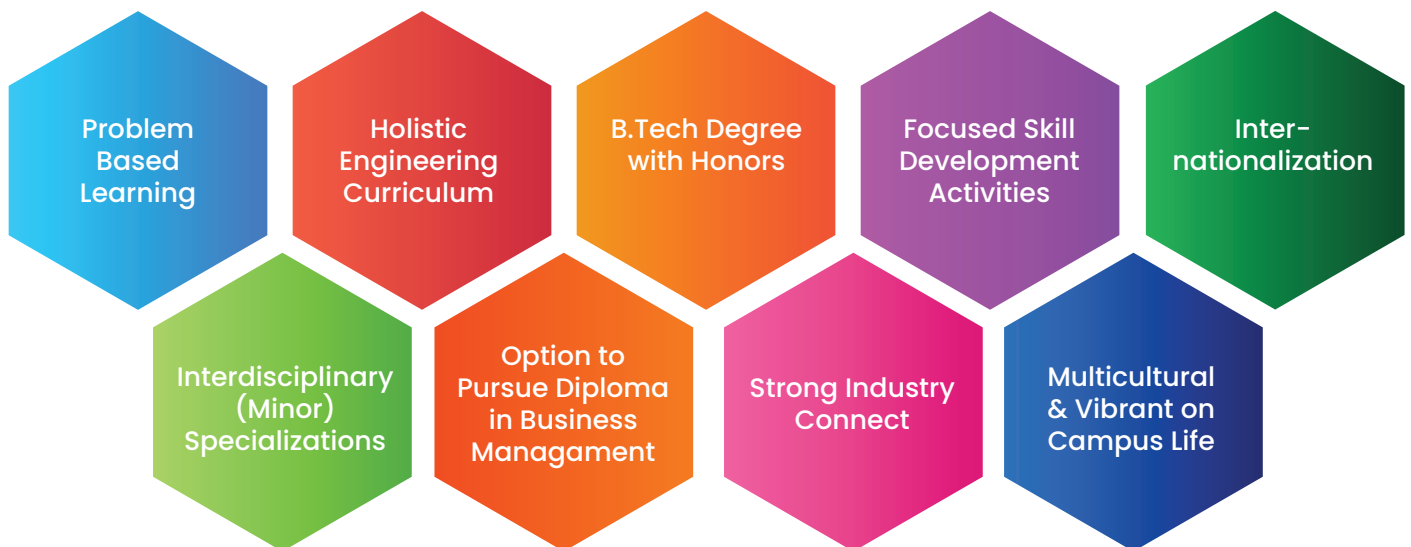 Problem
Based
Learning
Holistic
Engineering
Curriculum
B.Tech Degree
with Honors
Focused Skill
Development
Activities
Inter-
nationalization
Interdisciplinary
(Minor)
Specializations
Option to
Pursue Diploma
in Business
Managament
Strong Industry
Connect
Multicultural
& Vibrant on
Campus Life